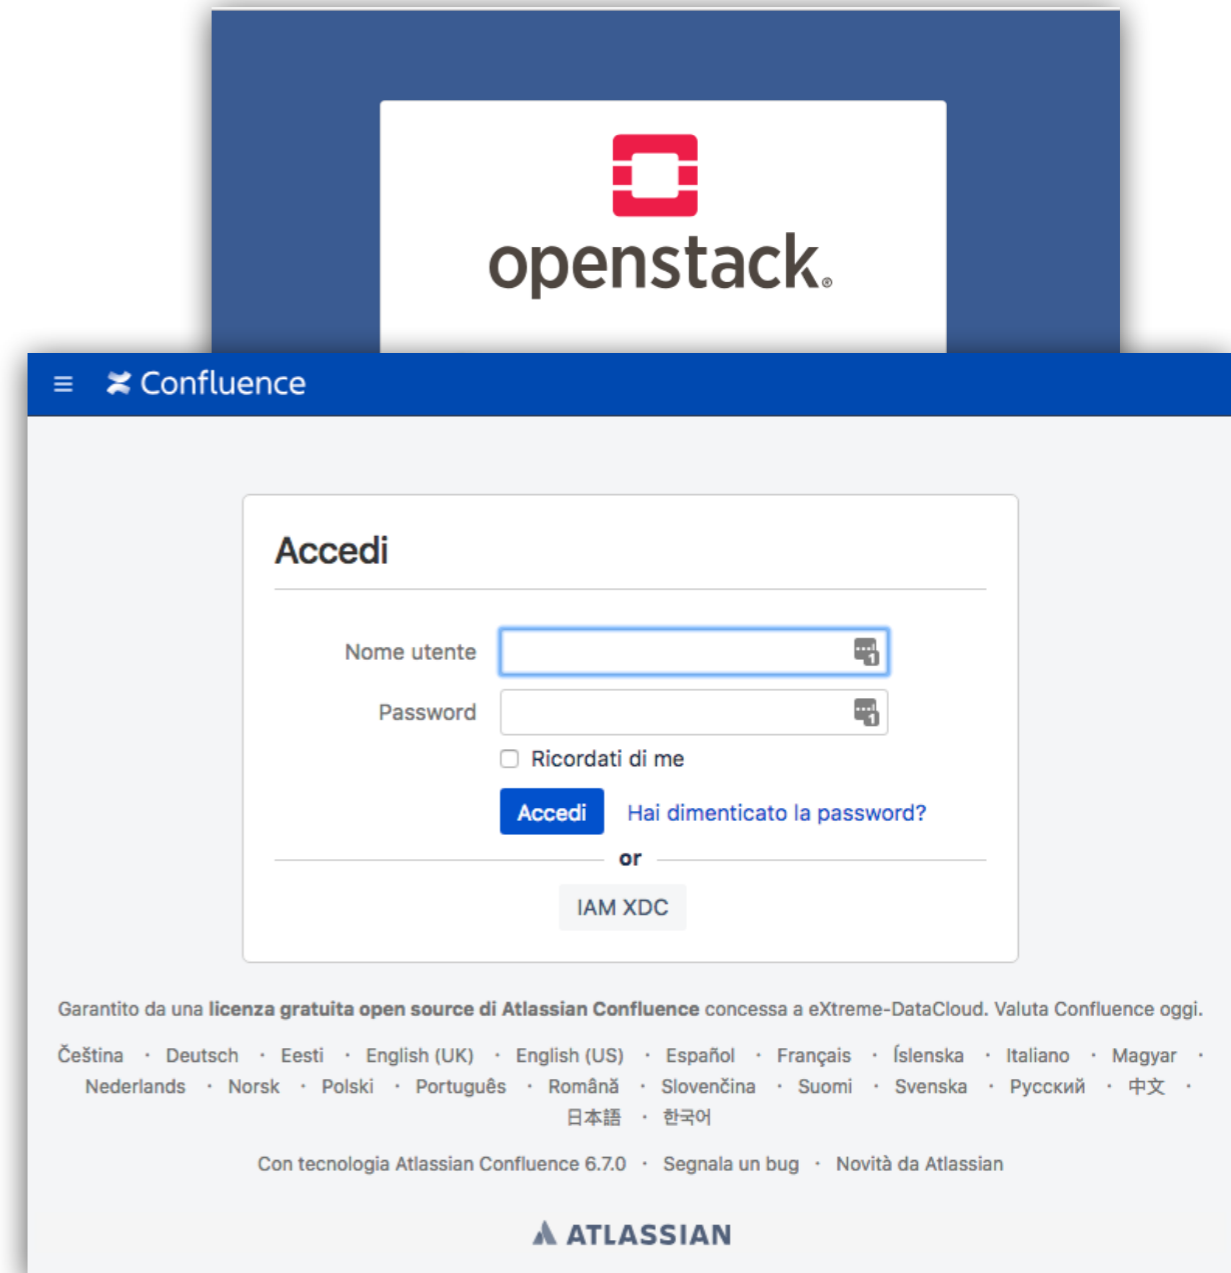 openstack.
Confluence
Accedi
Nome utente
Password
Ricordati di me
Accedi Hai dimenticato la password?
or
IAM XDC
Garantito da una licenza gratuita open source di Atlassian Confluence concessa a eXtreme-DataCloud. Valuta Confluence oggi.
Čeština · Deutsch · Eesti · English (UK) · English (US) · Español · Français · Íslenska · Italiano · Magyar ·
Nederlands · Norsk · Polski · Português · Română · Slovenčina · Suomi · Svenska · Русский · 中文 ·
日本語 · 한국어
Con tecnologia Atlassian Confluence 6.7.0 · Segnala un bug · Novità da Atlassian
ATLASSIAN